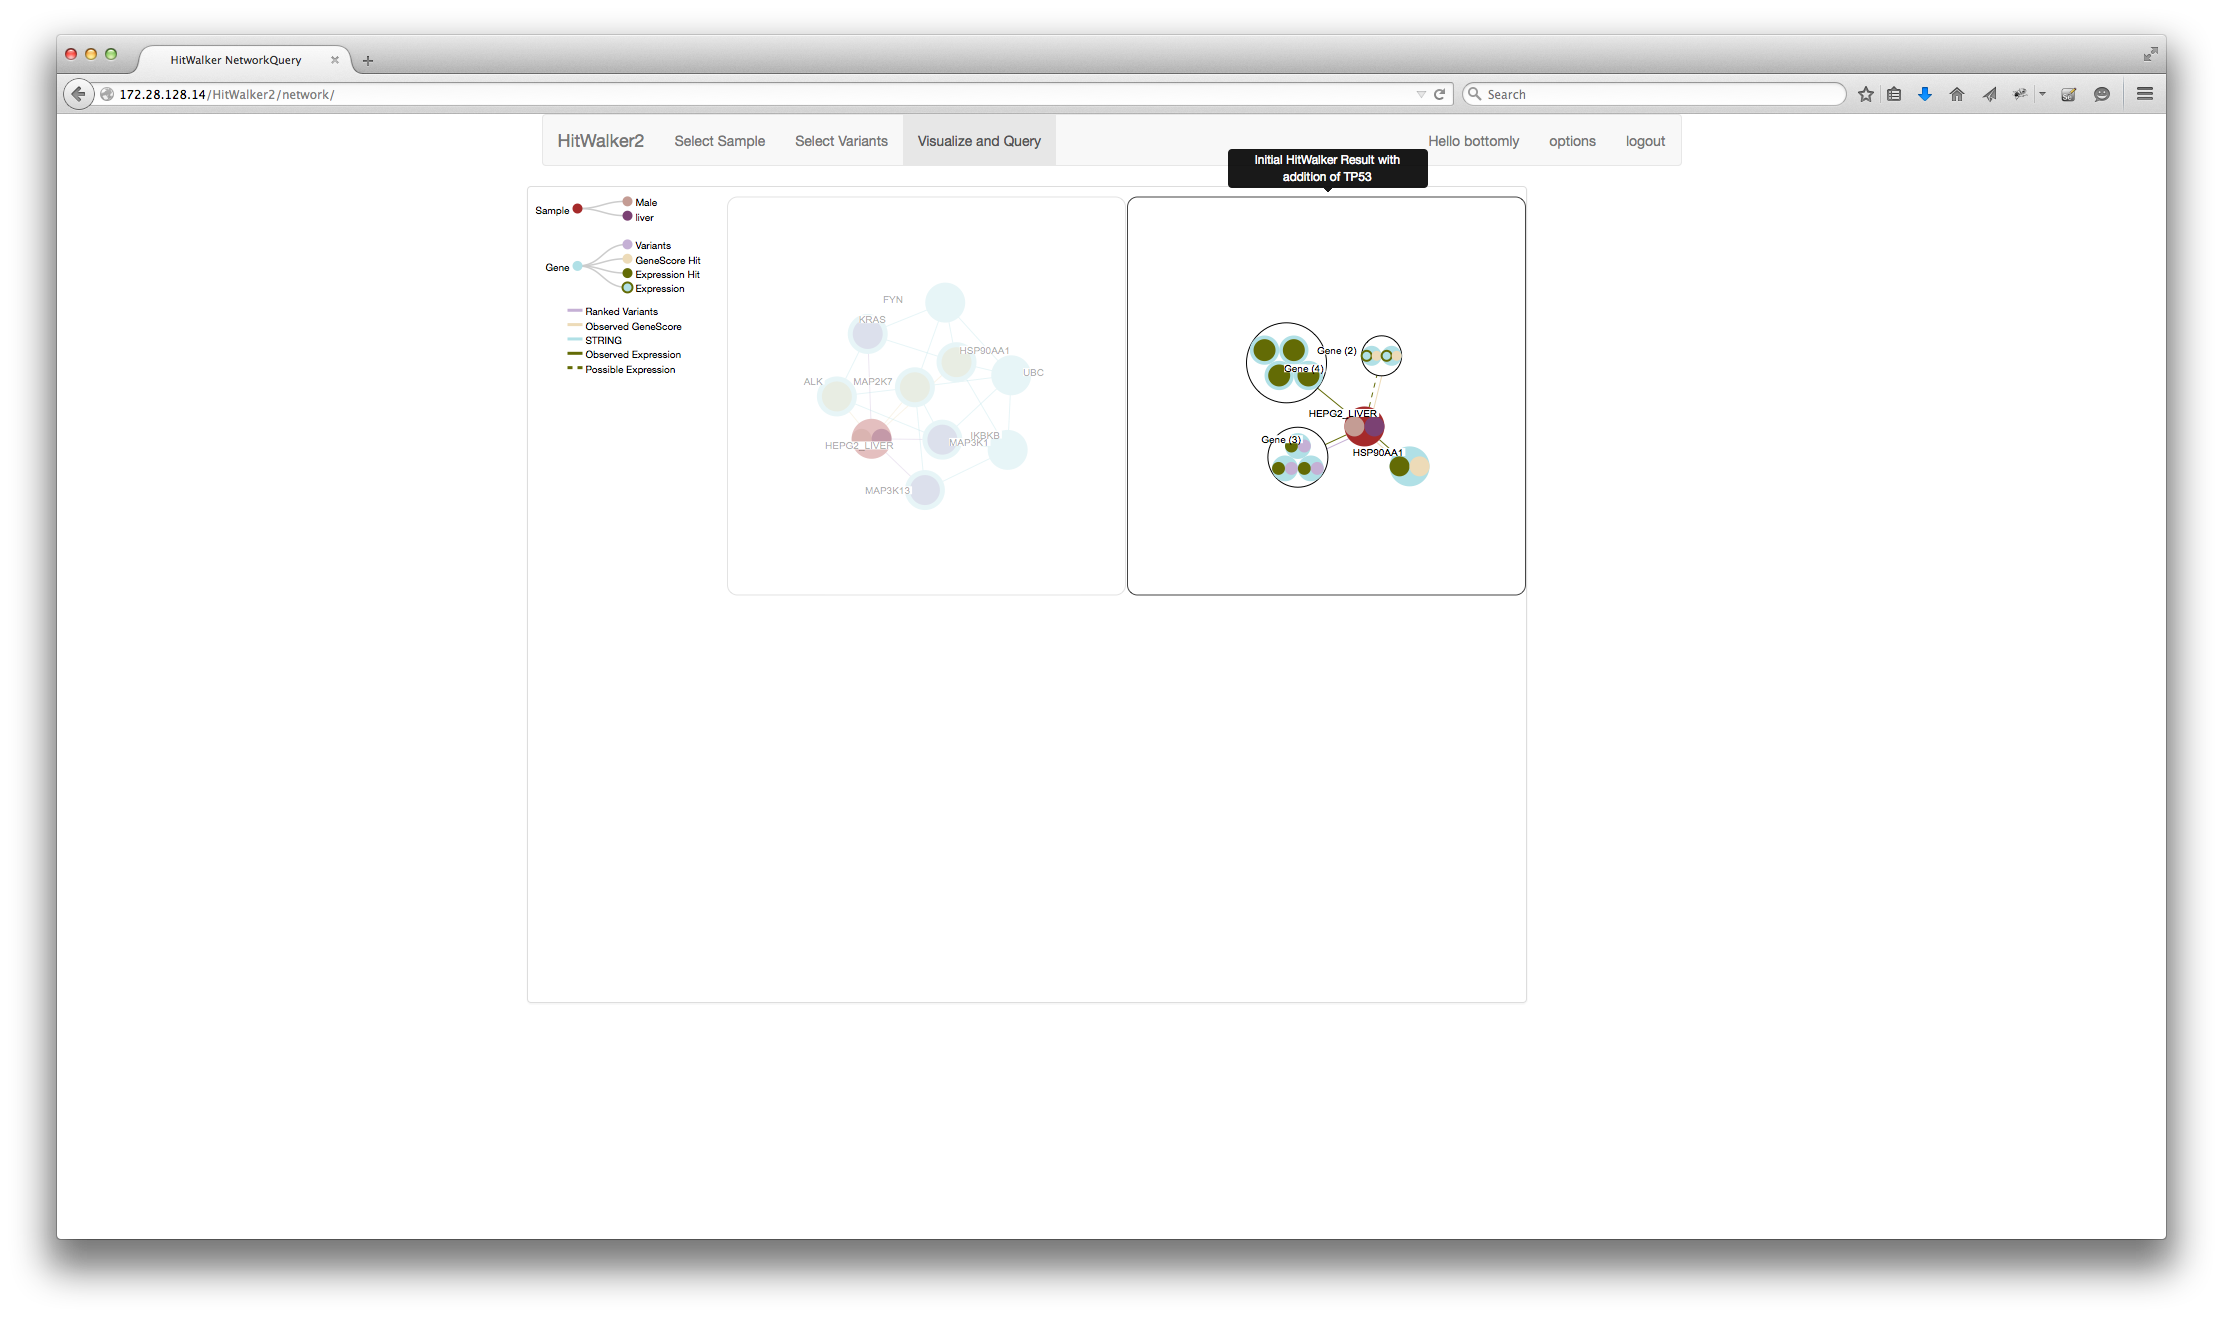 HitWalker NetworkQuery
172.28.128.14/HitWalker2/network/
Search
HitWalker2
Select Sample
Select Variants
Visualize and Query
Hello bottomly
options
logout
Initial HitWalker Result with
addition of TP53
Sample
Male
liver
Gene
Variants
GeneScore Hit
Expression Hit
Expression
Ranked Variants
Observed GeneScore
STRING
Observed Expression
Possible Expression
FYN
KRAS
HSP90AA1
UBC
ALK
MAP2K7
IKBKB
MAP3K1
HEPG2_LIVER
MAP3K13
Gene (2)
Gene (4)
HEPG2_LIVER
Gene (3)
HSP90AA1